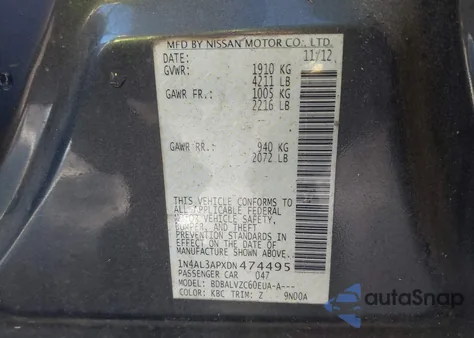 MFD BY NISSAN MOTOR CO., LTD.
DATE: 11/12
GVWR: 1910 KG
4211 LB
GAWR FR.: 1005 KG
2216 LB
GAWR RR.: 940 KG
2072 LB
THIS VEHICLE CONFORMS TO
ALL APPLICABLE FEDERAL
MOTOR VEHICLE SAFETY,
BUMPER, AND THEFT
PREVENTION STANDARDS IN
EFFECT ON THE DATE OF
MANUFACTURE SHOWN ABOVE.
1N4AL3APXDN474495
PASSENGER CAR 047
MODEL: BDBALVZC60EUA-A---
COLOR: KBC TRIM: Z 9N00A
autoSnap